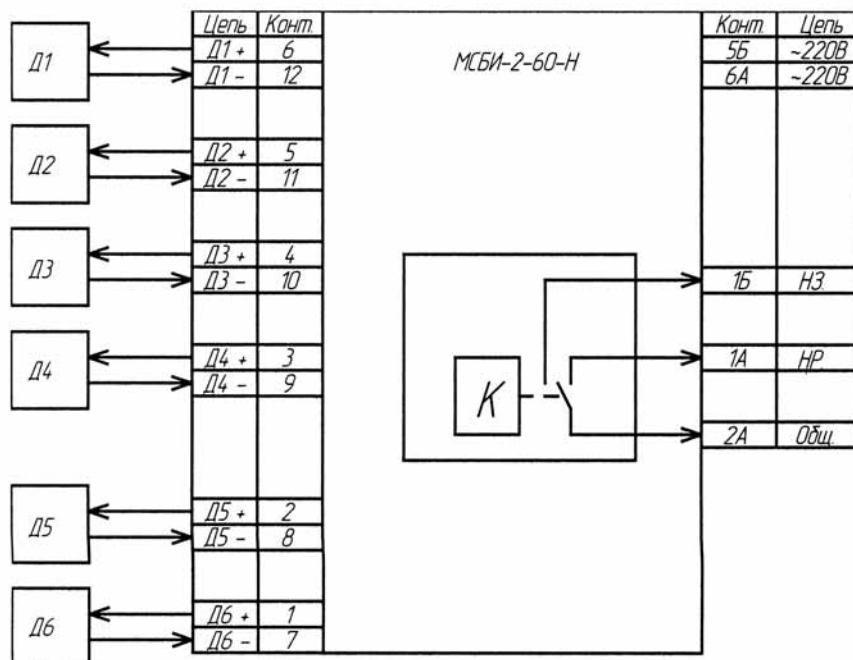 Цепь Конт. Конт. Цепь
Д1 Д1 + 6 МСБИ-2-60-Н 5Б ~220В
Д1 - 12 6А ~220В
Д2 Д2 + 5
Д2 - 11
Д3 Д3 + 4
Д3 - 10 1Б НЗ.
Д4 Д4 + 3 К 1А НР.
Д4 - 9
2А Общ.
Д5 Д5 + 2
Д5 - 8
Д6 Д6 + 1
Д6 - 7